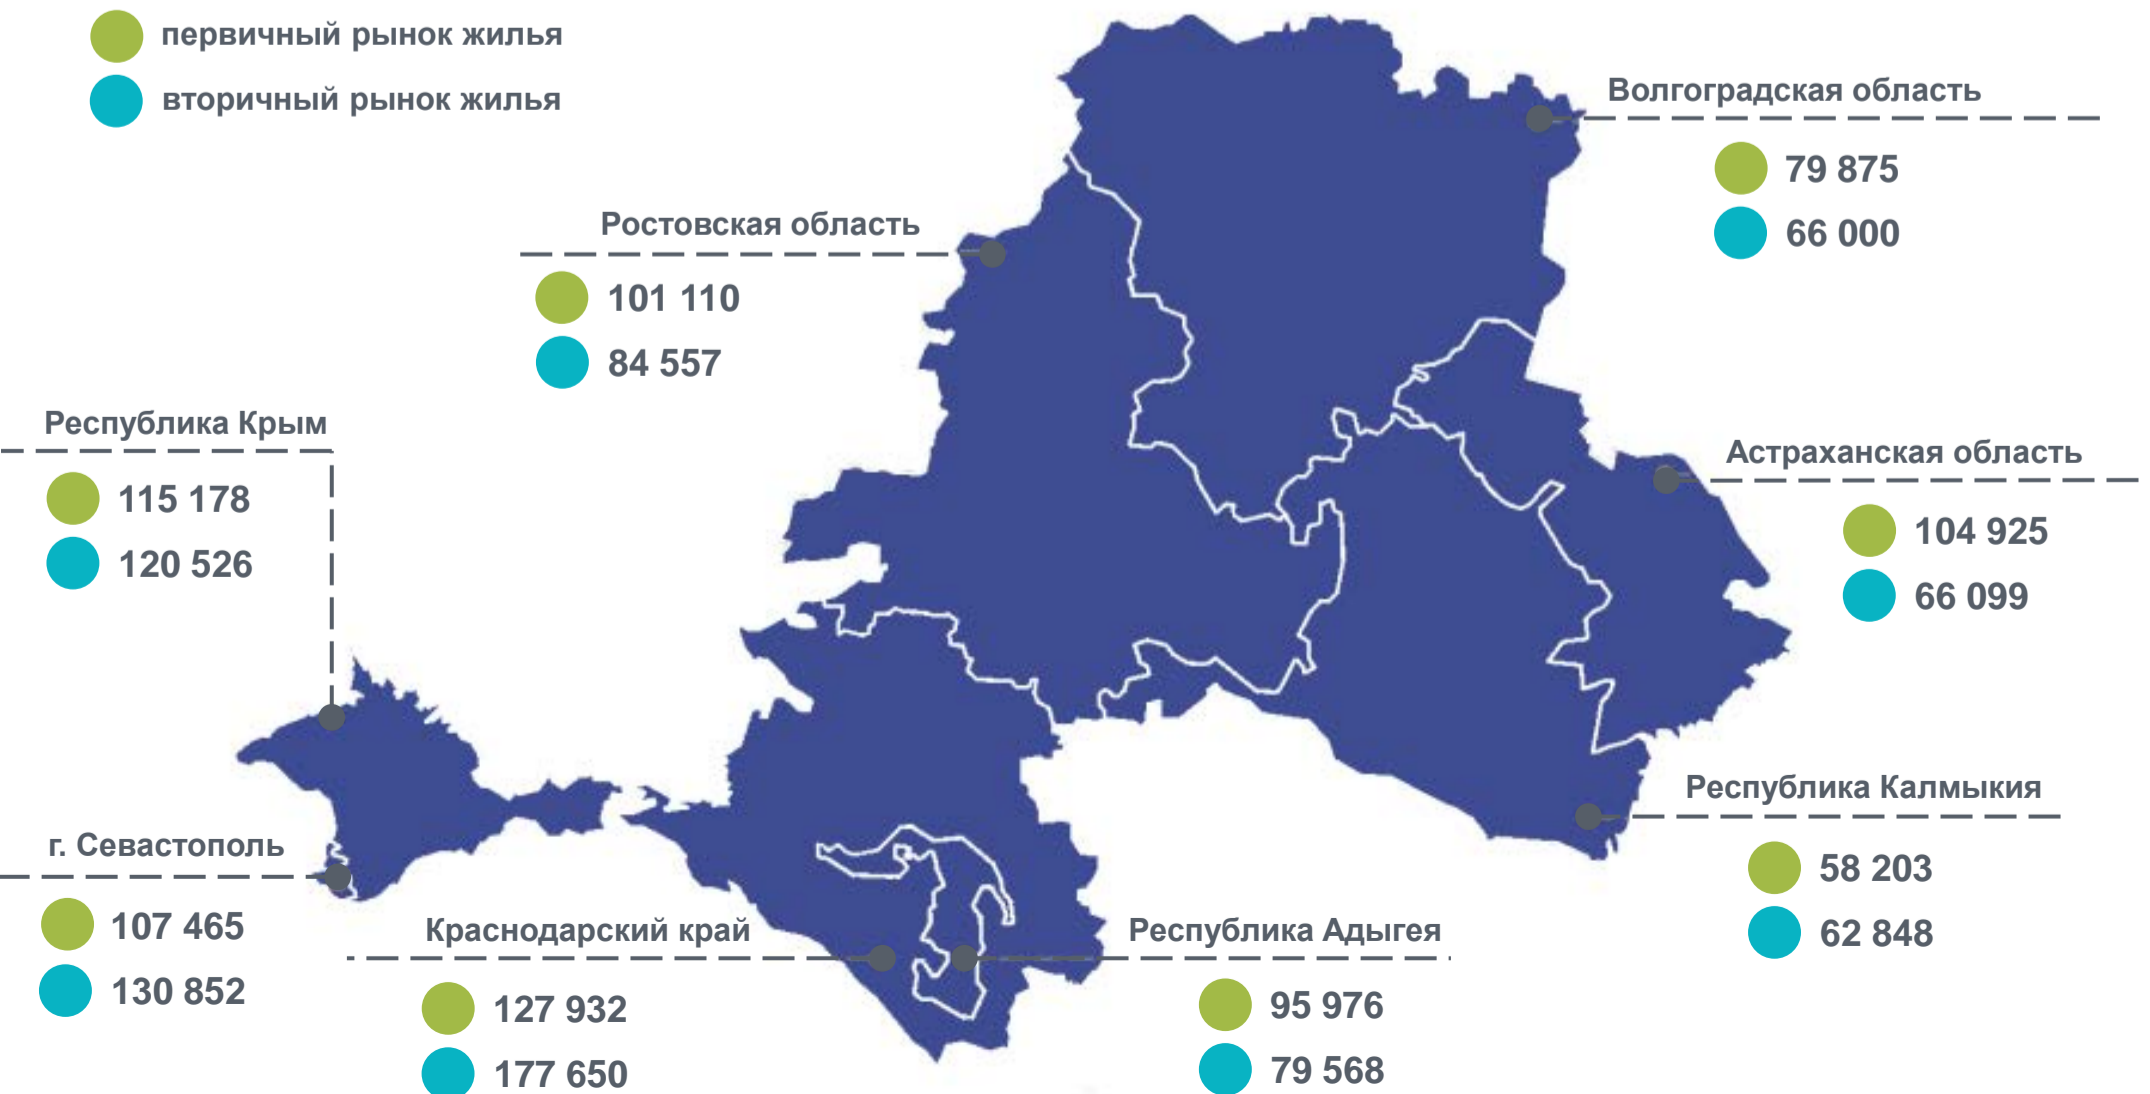 первичный рынок жилья
вторичный рынок жилья
Волгоградская область
79 875
66 000
Ростовская область
101 110
84 557
Республика Крым
115 178
120 526
Астраханская область
104 925
66 099
Республика Калмыкия
58 203
62 848
г. Севастополь
107 465
130 852
Краснодарский край
127 932
177 650
Республика Адыгея
95 976
79 568